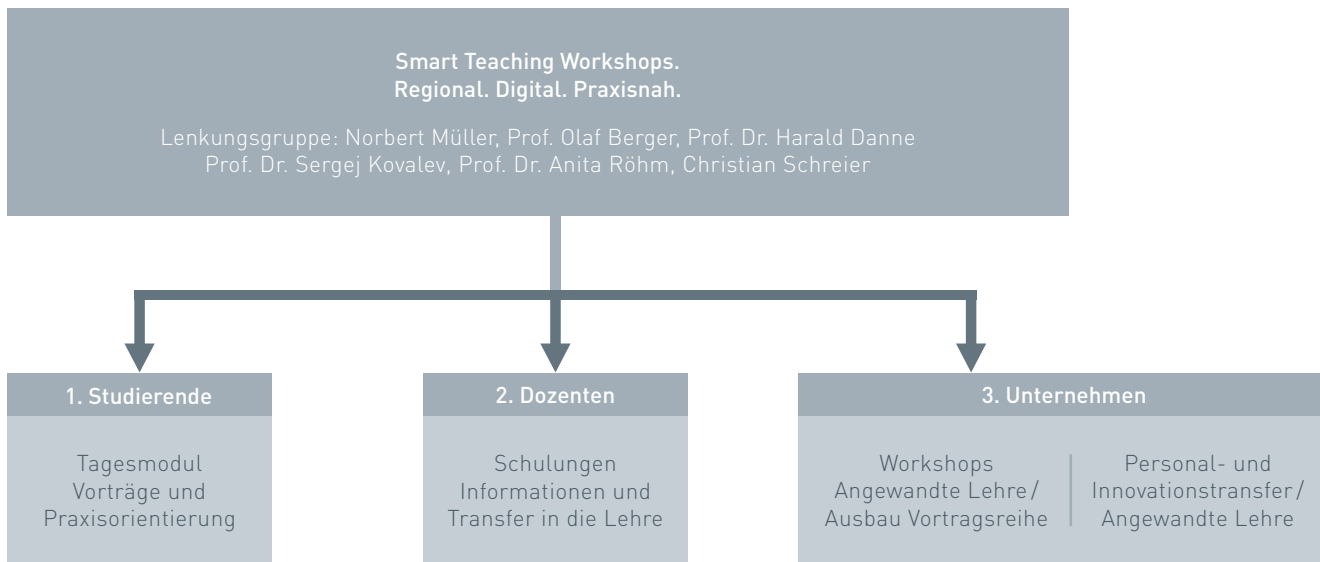 Smart Teaching Workshops.
Regional. Digital. Praxisnah.
Lenkungsgruppe: Norbert Müller, Prof. Olaf Berger, Prof. Dr. Harald Danne
Prof. Dr. Sergej Kovalev, Prof. Dr. Anita Röhm, Christian Schreier
1. Studierende
Tagesmodul
Vorträge und
Praxisorientierung
2. Dozenten
Schulungen
Informationen und
Transfer in die Lehre
3. Unternehmen
Workshops
Angewandte Lehre/
Ausbau Vortragsreihe
Personal- und
Innovationstransfer/
Angewandte Lehre